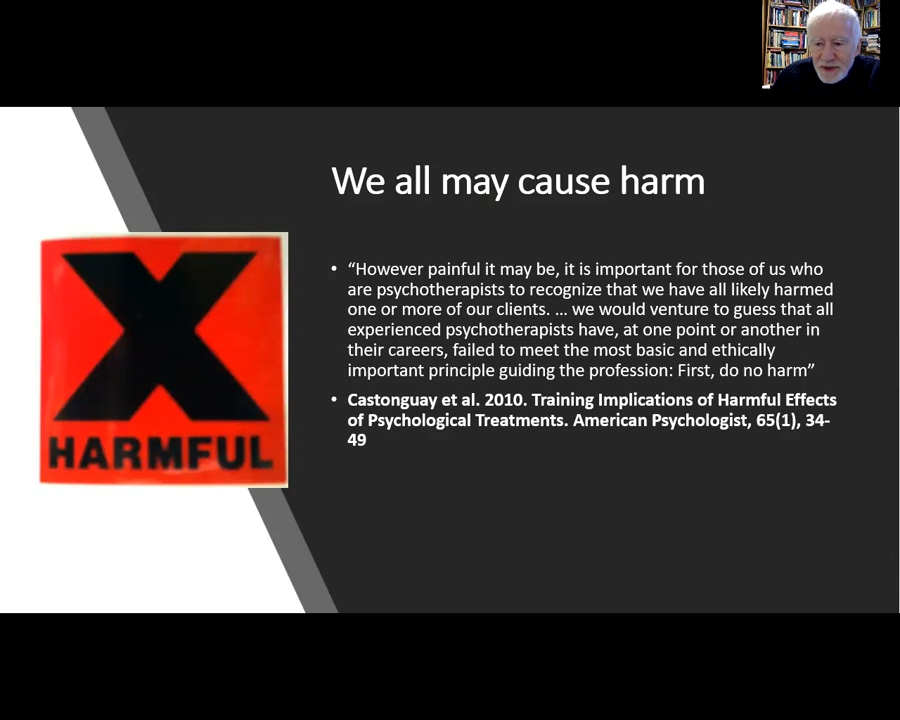 We all may cause harm
• “However painful it may be, it is important for those of us who
are psychotherapists to recognize that we have all likely harmed
one or more of our clients. ... we would venture to guess that all
experienced psychotherapists have, at one point or another in
their careers, failed to meet the most basic and ethically
important principle guiding the profession: First, do no harm”
• Castonguay et al. 2010. Training Implications of Harmful Effects
of Psychological Treatments. American Psychologist, 65(1), 34-
49
X
HARMFUL